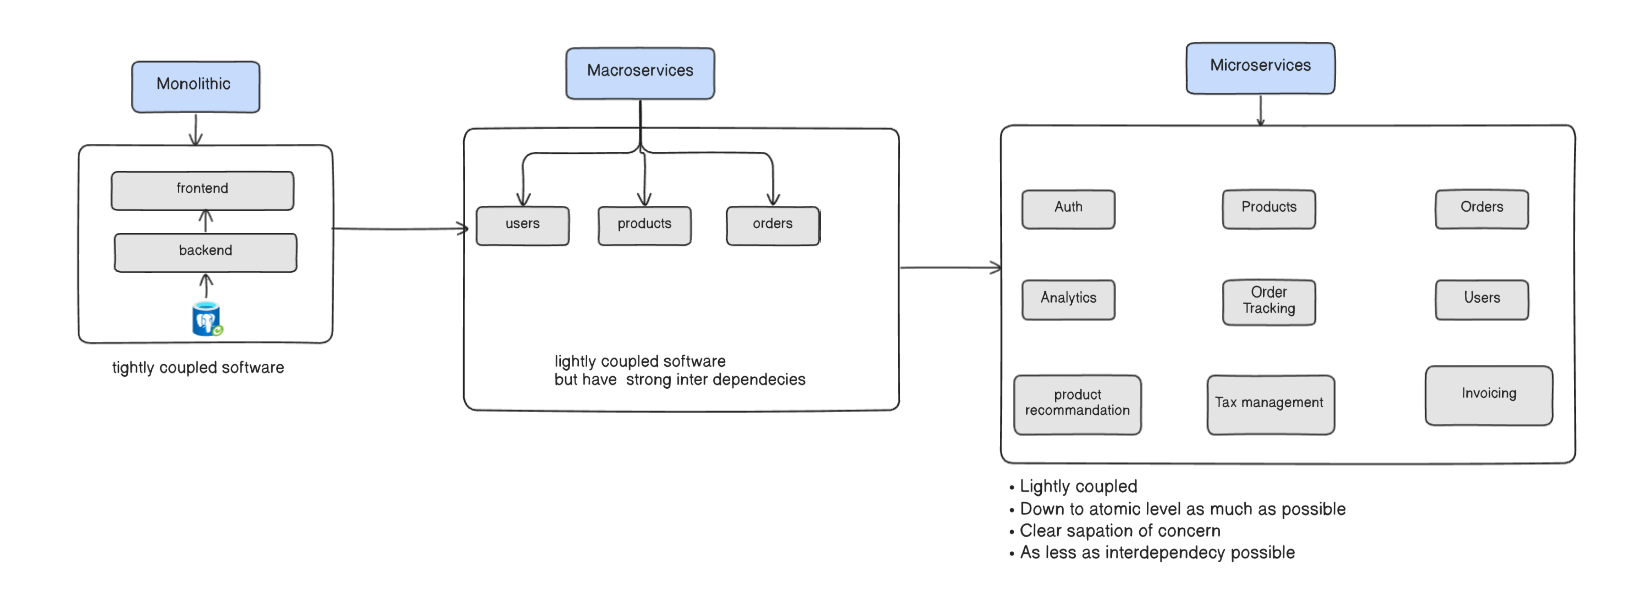 Monolithic
frontend
backend
tightly coupled software
Macroservices
users
products
orders
lightly coupled software
but have  strong inter dependecies
Microservices
Auth
Products
Orders
Analytics
Order
Tracking
Users
product
recommandation
Tax management
Invoicing
• Lightly coupled
• Down to atomic level as much as possible
• Clear sapation of concern
• As less as interdependecy possible